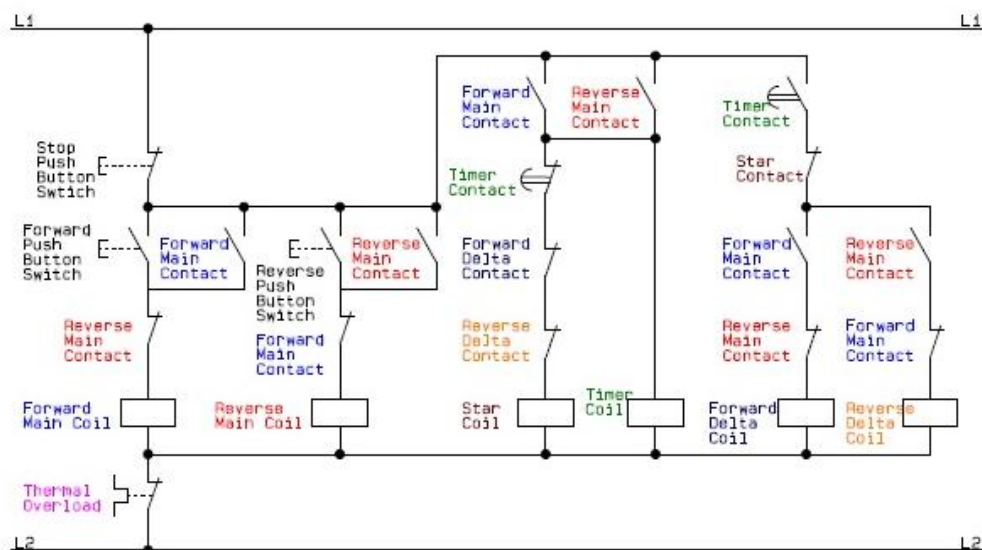 L1
L1
Forward
Main
Contact
Reverse
Main
Contact
Timer
Contact
Stop
Push
Button
Swtich
Star
Contact
Timer
Contact
Forward
Push
Button
Switch
Forward
Main
Contact
Reverse
Push
Button
Switch
Reverse
Main
Contact
Forward
Delta
Contact
Forward
Main
Contact
Reverse
Main
Contact
Reverse
Main
Contact
Forward
Main
Contact
Reverse
Delta
Contact
Reverse
Main
Contact
Forward
Main
Contact
Forward
Main Coil
Reverse
Main Coil
Star
Coil
Timer
Coil
Forward
Delta
Coil
Reverse
Delta
Coil
Thermal
Overload
L2
L2